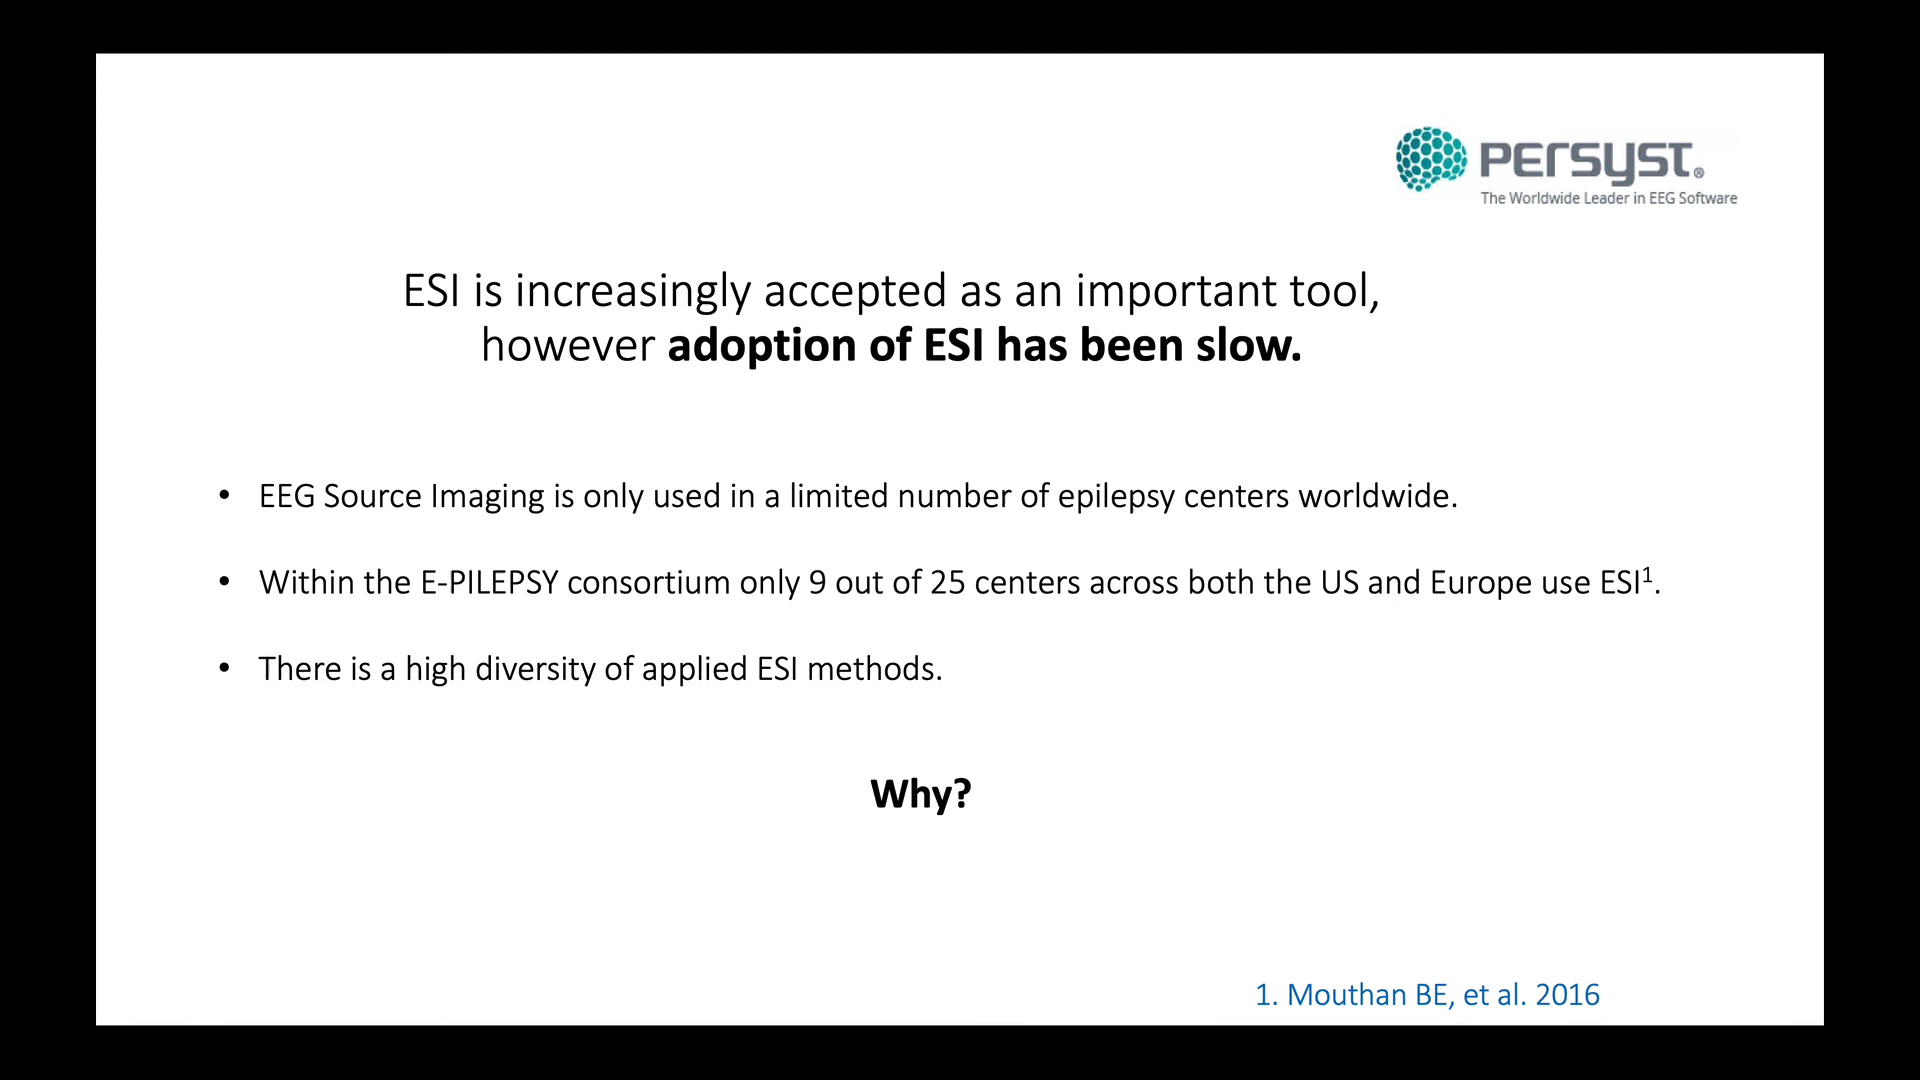 PERSYST®
The Worldwide Leader in EEG Software
ESI is increasingly accepted as an important tool,
however adoption of ESI has been slow.
• EEG Source Imaging is only used in a limited number of epilepsy centers worldwide.
• Within the E-PILEPSY consortium only 9 out of 25 centers across both the US and Europe use ESI¹.
• There is a high diversity of applied ESI methods.
Why?
1. Mouthan BE, et al. 2016